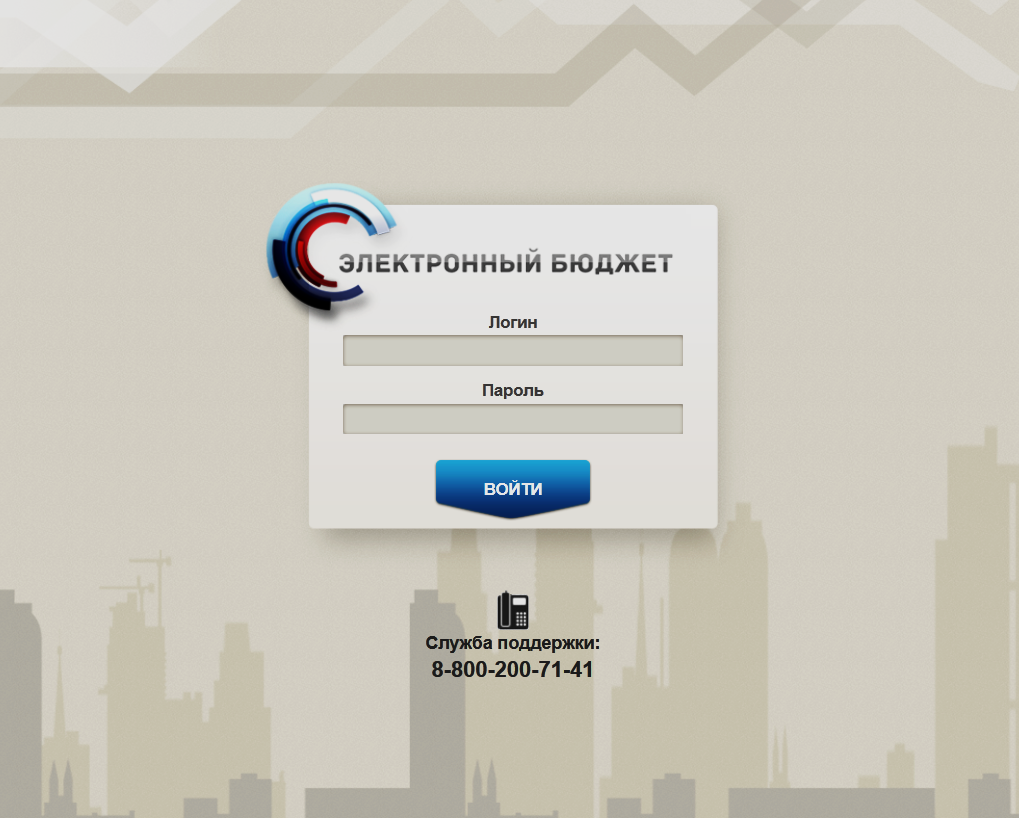 ЭЛЕКТРОННЫЙ БЮДЖЕТ
Логин
Пароль
ВОЙТИ
Служба поддержки:
8-800-200-71-41